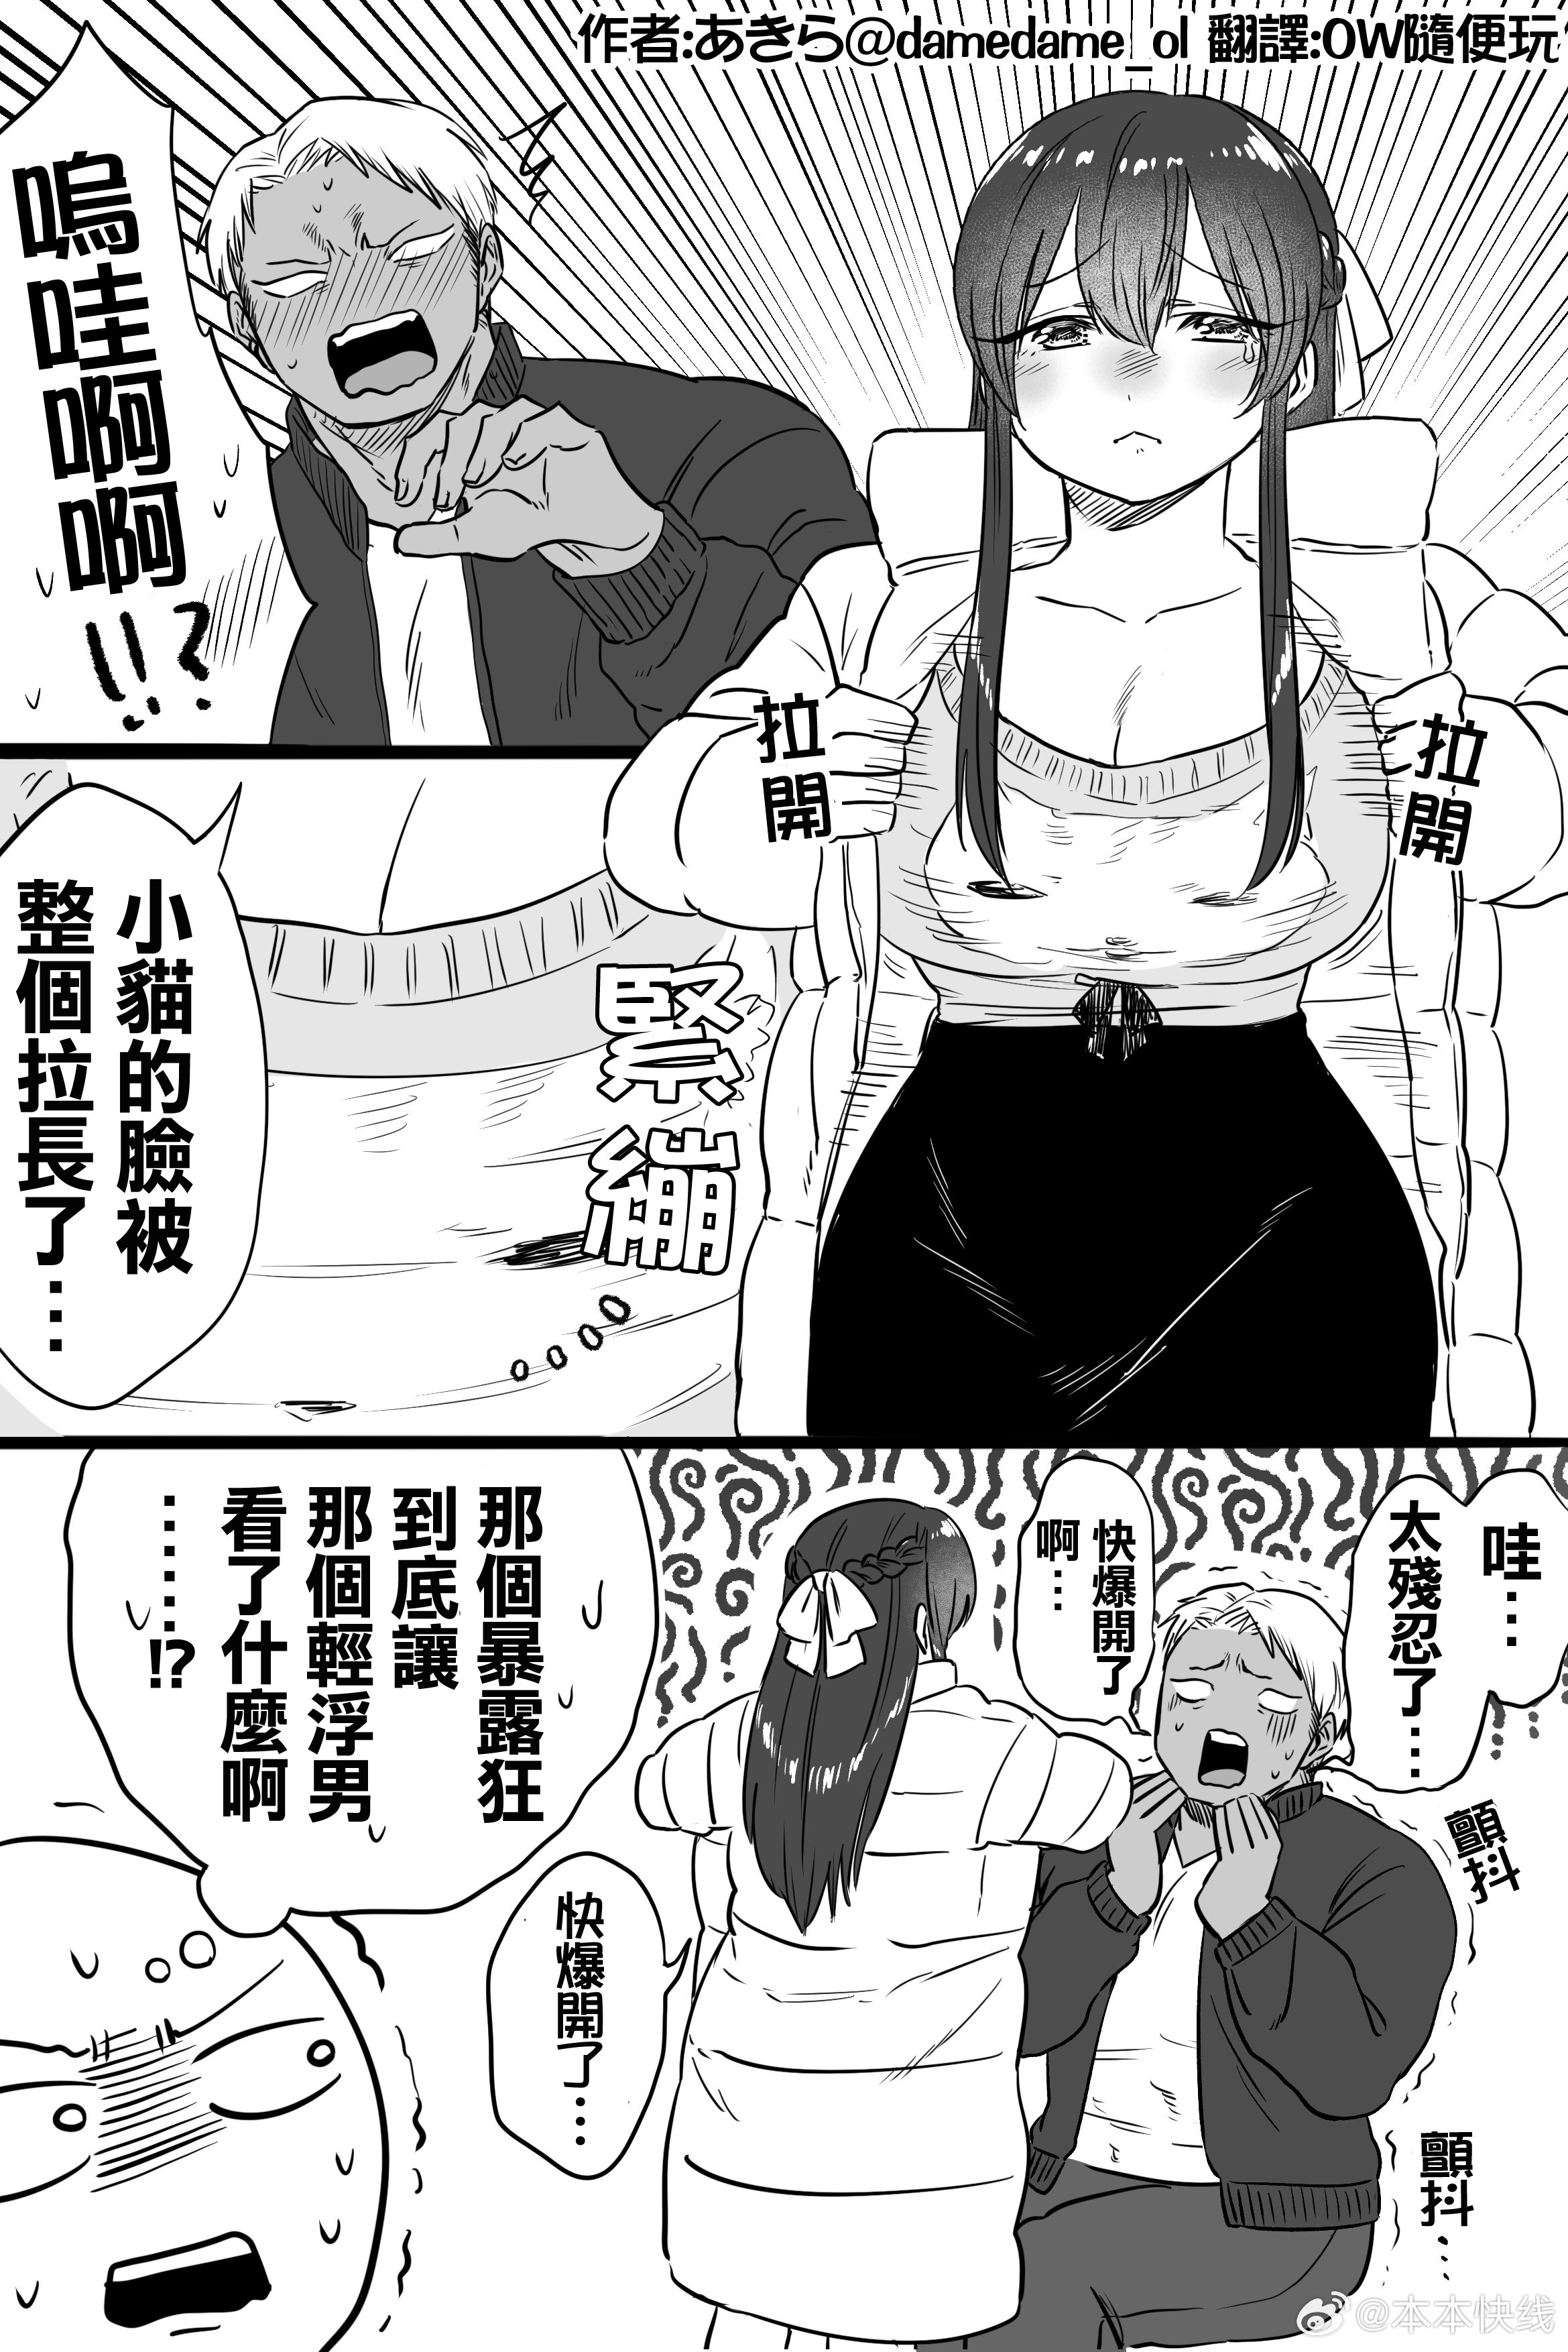 作者:あきら@damedame_ol 翻譯:OW隨便玩
嗚哇啊啊!!?
拉開
拉開
小貓的臉被
整個拉長了…
緊繃
哇…
太殘忍了…
快爆開了
啊…
顫抖
顫抖…
快爆開了…
那個暴露狂
到底讓
那個輕浮男
看了什麼啊
……!?
@本本快线